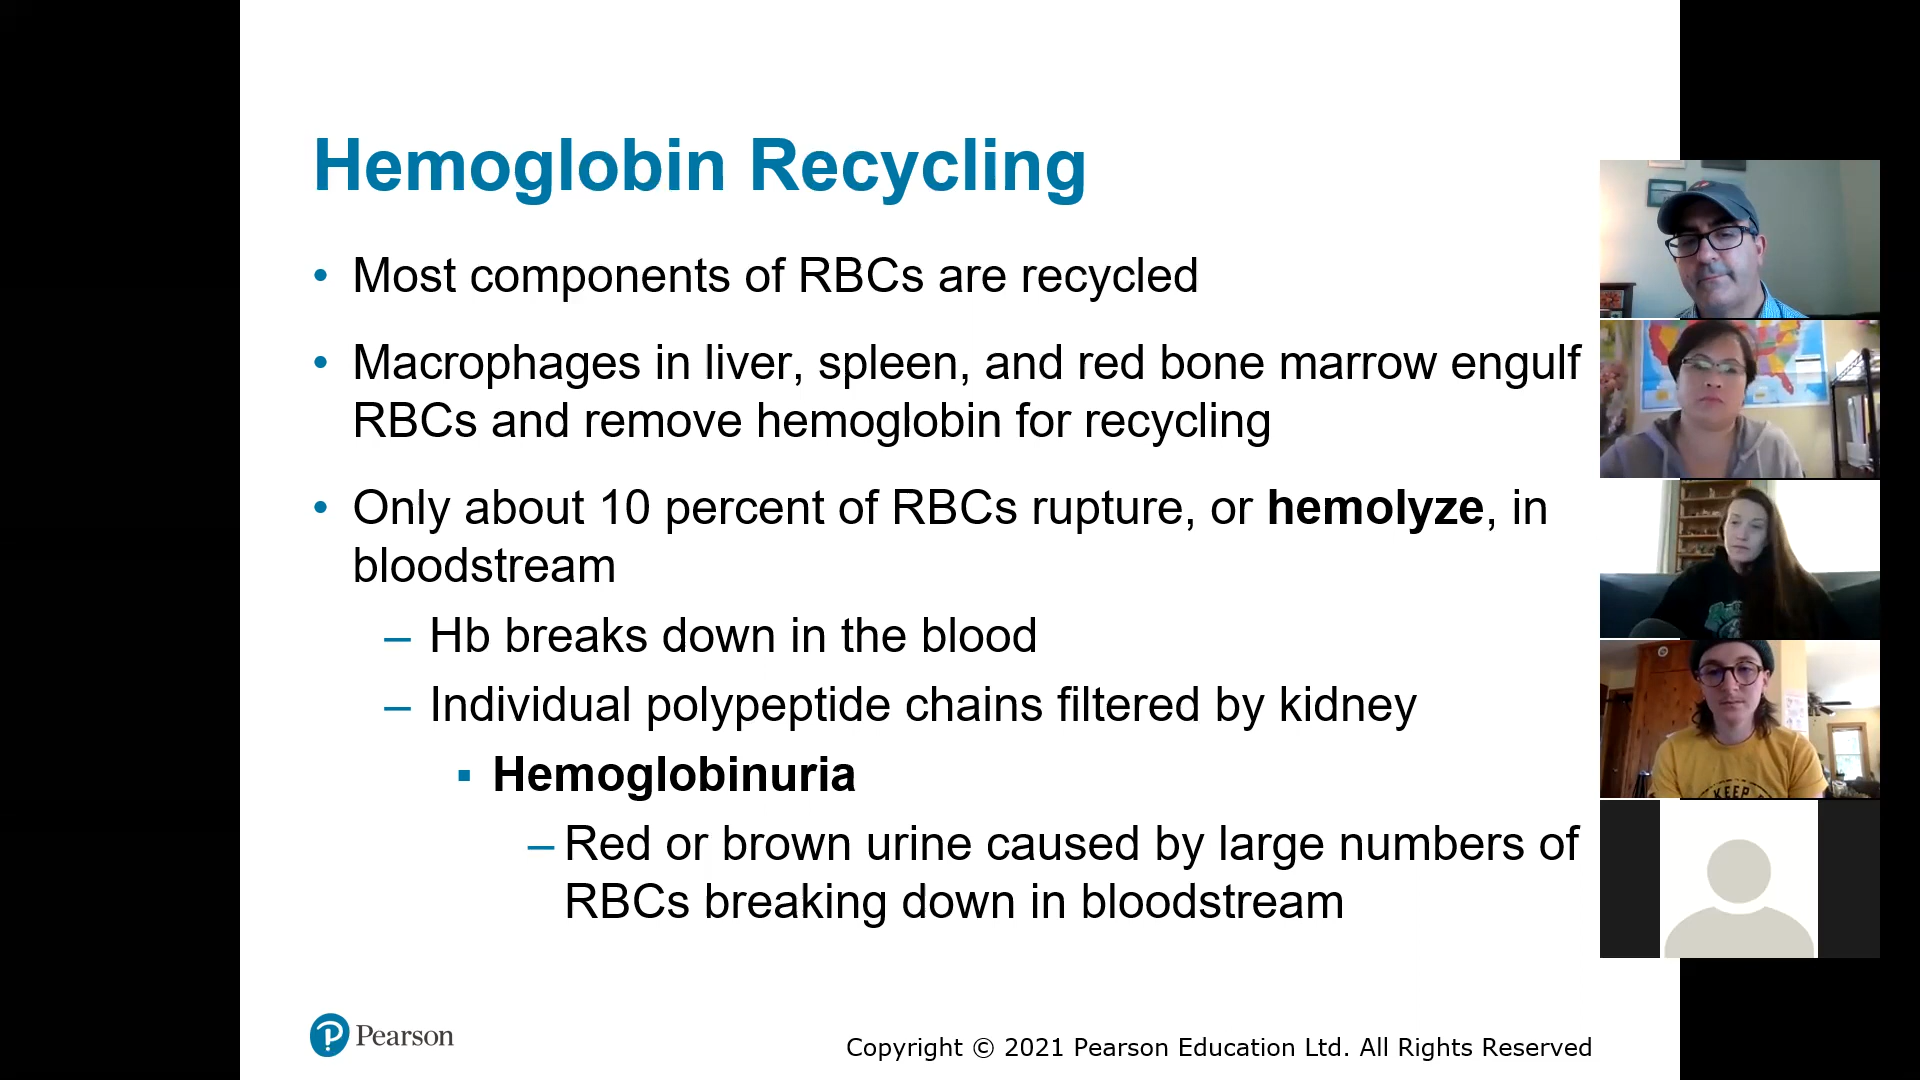 Hemoglobin Recycling
• Most components of RBCs are recycled
• Macrophages in liver, spleen, and red bone marrow engulf
RBCs and remove hemoglobin for recycling
• Only about 10 percent of RBCs rupture, or hemolyze, in
bloodstream
– Hb breaks down in the blood
– Individual polypeptide chains filtered by kidney
▪ Hemoglobinuria
– Red or brown urine caused by large numbers of
RBCs breaking down in bloodstream
KEEP
Pearson
Copyright © 2021 Pearson Education Ltd. All Rights Reserved